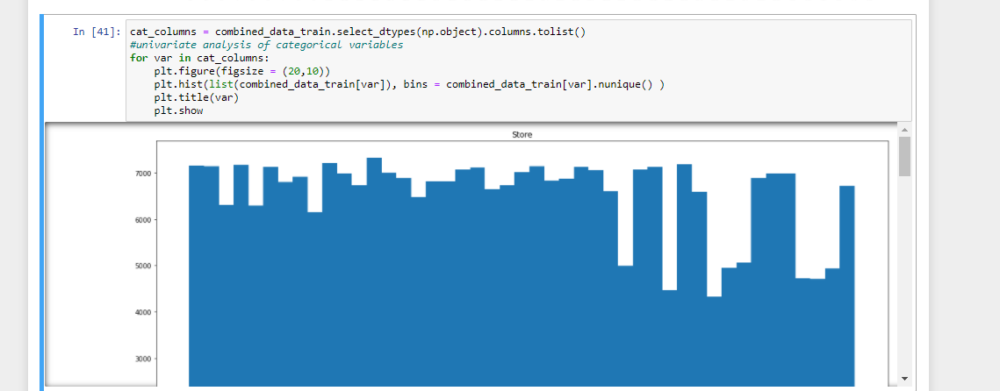 In [41]: cat_columns = combined_data_train.select_dtypes(np.object).columns.tolist()
#univariate analysis of categorical variables
for var in cat_columns:
    plt.figure(figsize = (20,10))
    plt.hist(list(combined_data_train[var]), bins = combined_data_train[var].nunique() )
    plt.title(var)
    plt.show
Store
7000
6000
5000
4000
3000